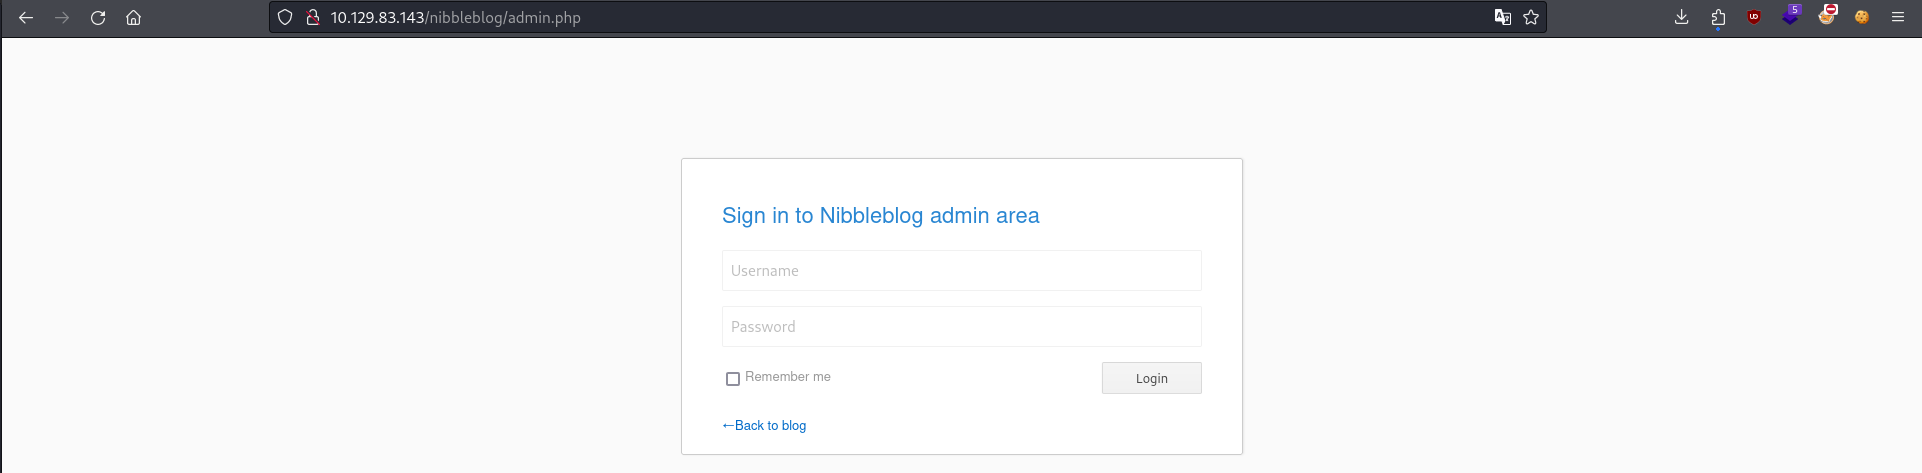 10.129.83.143/nibbleblog/admin.php
5
Sign in to Nibbleblog admin area
Username
Password
Remember me
Login
←Back to blog